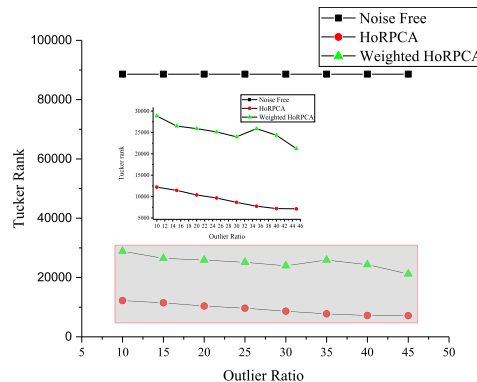 Noise Free
HoRPCA
Weighted HoRPCA
100000
80000
60000
40000
20000
0
Tucker Rank
5 10 15 20 25 30 35 40 45 50
Outlier Ratio
Noise Free
HoRPCA
Weighted HoRPCA
30000
25000
20000
15000
10000
5000
Tucker rank
10 12 14 16 18 20 22 24 26 28 30 32 34 36 38 40 42 44 46
Outlier Ratio